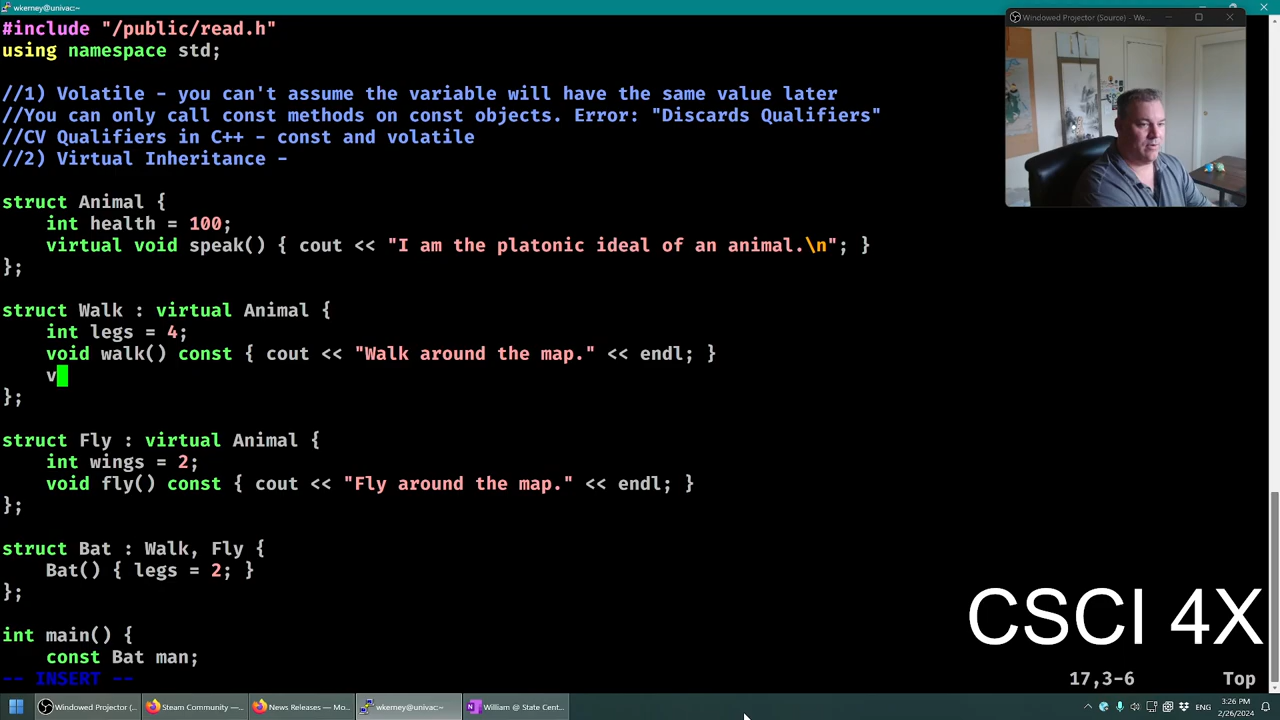 wkerney@univac:~
#include "/public/read.h"
using namespace std;
//1) Volatile - you can't assume the variable will have the same value later
//You can only call const methods on const objects. Error: "Discards Qualifiers"
//CV Qualifiers in C++ - const and volatile
//2) Virtual Inheritance -
struct Animal {
    int health = 100;
    virtual void speak() { cout << "I am the platonic ideal of an animal.\n"; }
};
struct Walk : virtual Animal {
    int legs = 4;
    void walk() const { cout << "Walk around the map." << endl; }
    v
};
struct Fly : virtual Animal {
    int wings = 2;
    void fly() const { cout << "Fly around the map." << endl; }
};
struct Bat : Walk, Fly {
    Bat() { legs = 2; }
};
int main() {
    const Bat man;
-- INSERT --
17,3-6
Top
Windowed Projector (Source) - We...
CSCI 4X
Windowed Projector (...
Steam Community —...
News Releases — Mo...
wkerney@univac:~
William @ State Cent...
3:26 PM
2/26/2024